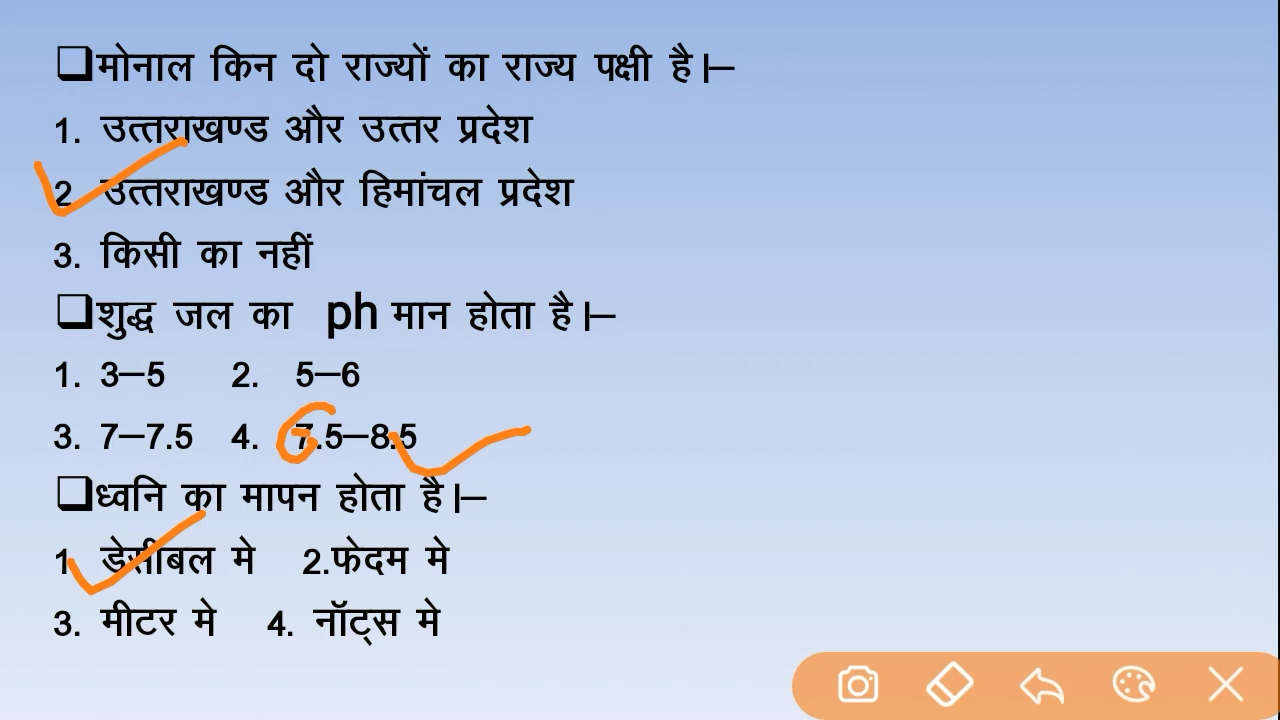 ❑मोनाल किन दो राज्यों का राज्य पक्षी है।–
1. उत्तराखण्ड और उत्तर प्रदेश
2 उत्तराखण्ड और हिमांचल प्रदेश
3. किसी का नहीं
❑शुद्ध जल का ph मान होता है।–
1. 3–5 2. 5–6
3. 7–7.5 4. 7.5–8.5
6
❑ध्वनि का मापन होता है।–
1 डेसीबल मे 2.फेदम मे
3. मीटर मे 4. नॉट्स मे